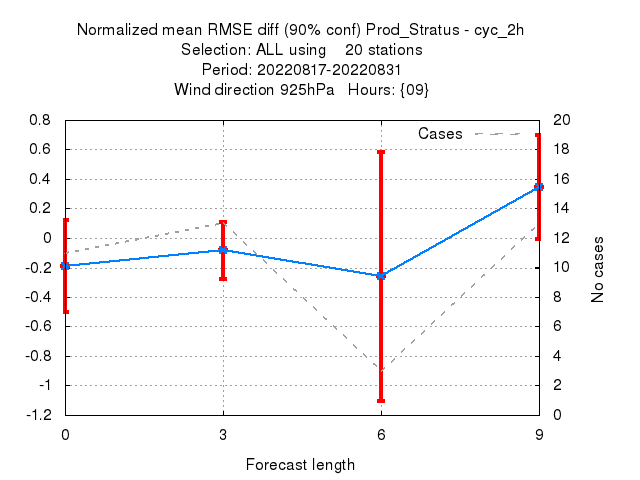 Normalized mean RMSE diff (90% conf) Prod_Stratus - cyc_2h
Selection: ALL using    20 stations
Period: 20220817-20220831
Wind direction 925hPa   Hours: {09}
Cases
0.8
0.6
0.4
0.2
0
-0.2
-0.4
-0.6
-0.8
-1
-1.2
20
18
16
14
12
10
8
6
4
2
0
No cases
0 3 6 9
Forecast length